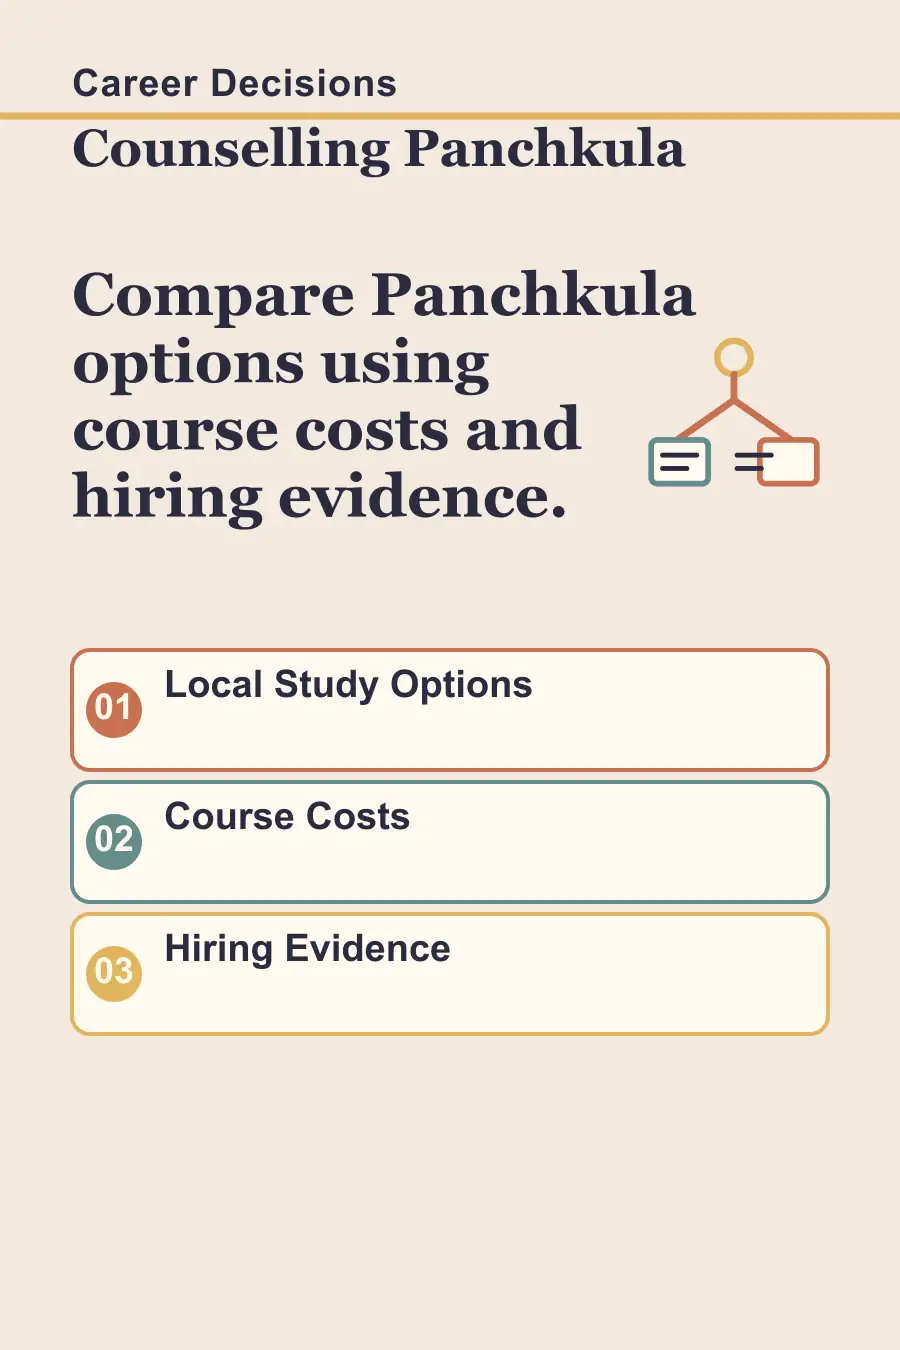 Career Decisions
Counselling Panchkula
Compare Panchkula
options using
course costs and
hiring evidence.
01
Local Study Options
02
Course Costs
03
Hiring Evidence